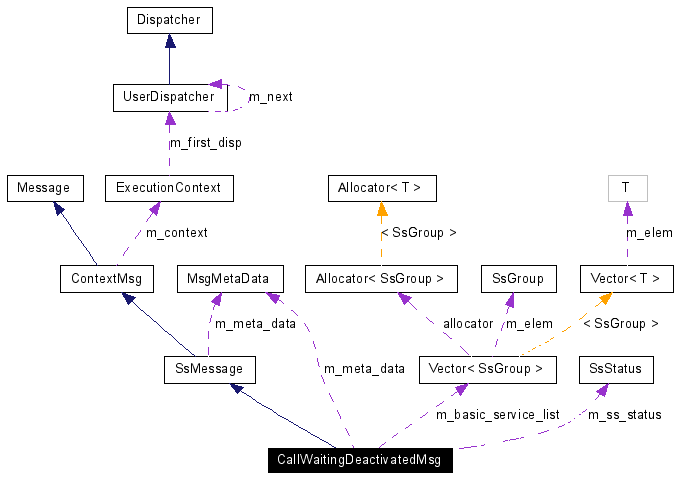 Dispatcher
UserDispatcher
m_next
m_first_disp
Message
ExecutionContext
Allocator< T >
T
m_context
< SsGroup >
m_elem
ContextMsg
MsgMetaData
Allocator< SsGroup >
SsGroup
Vector< T >
m_meta_data
allocator
m_elem
< SsGroup >
SsMessage
m_meta_data
Vector< SsGroup >
SsStatus
m_basic_service_list
m_ss_status
CallWaitingDeactivatedMsg